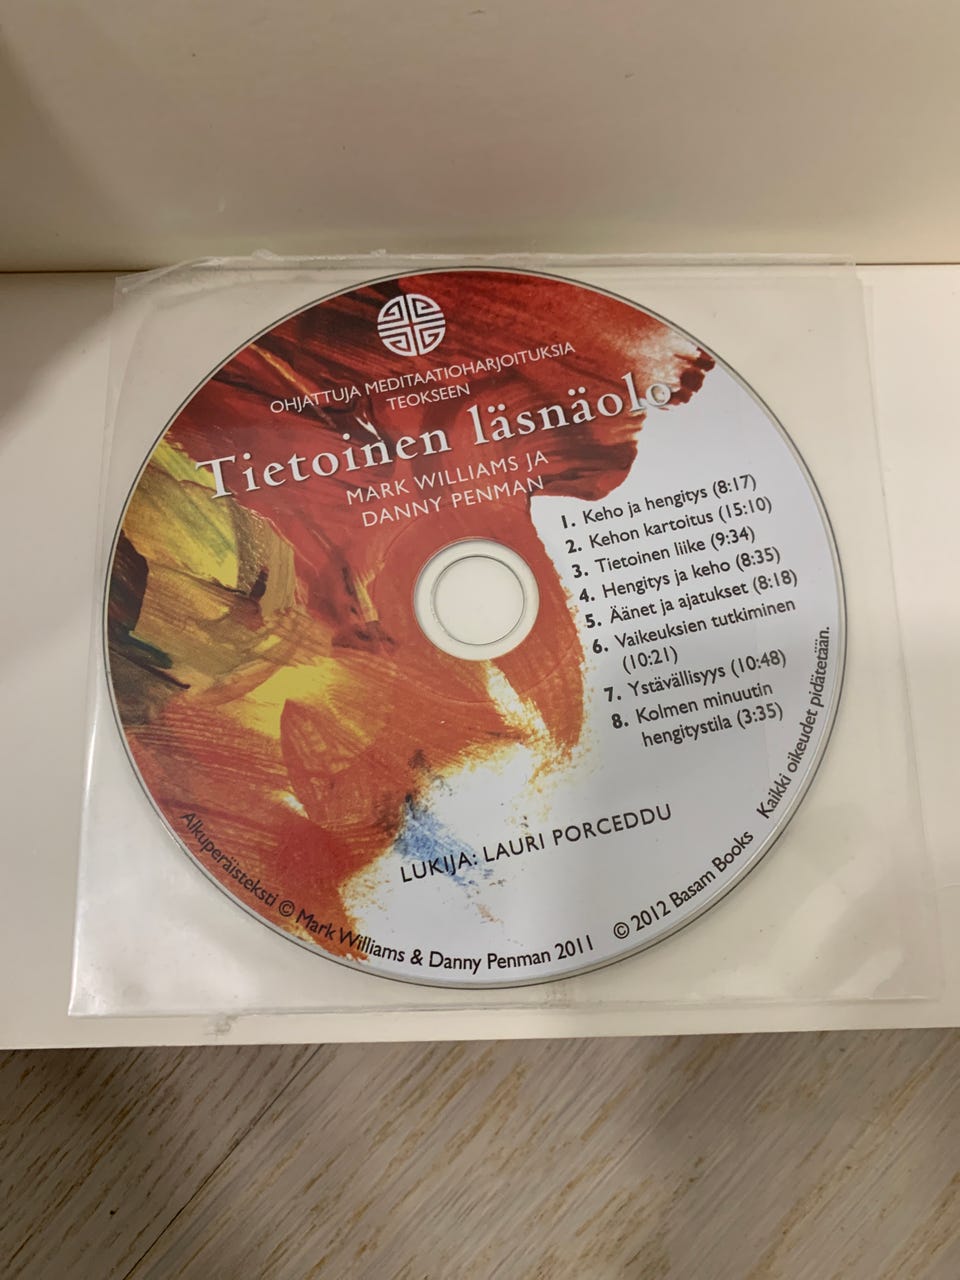 OHJATTUJA MEDITAATIOHARJOITUKSIA
TEOKSEEN
Tietoinen läsnäolo
MARK WILLIAMS JA
DANNY PENMAN
1. Keho ja hengitys (8:17)
2. Kehon kartoitus (15:10)
3. Tietoinen liike (9:34)
4. Hengitys ja keho (8:35)
5. Äänet ja ajatukset (8:18)
6. Vaikeuksien tutkiminen
(10:21)
7. Ystävällisyys (10:48)
8. Kolmen minuutin
hengitystila (3:35)
LUKIJA: LAURI PORCEDDU
Alkuperäisteksti © Mark Williams & Danny Penman 2011 © 2012 Basam Books Kaikki oikeudet pidätetään.